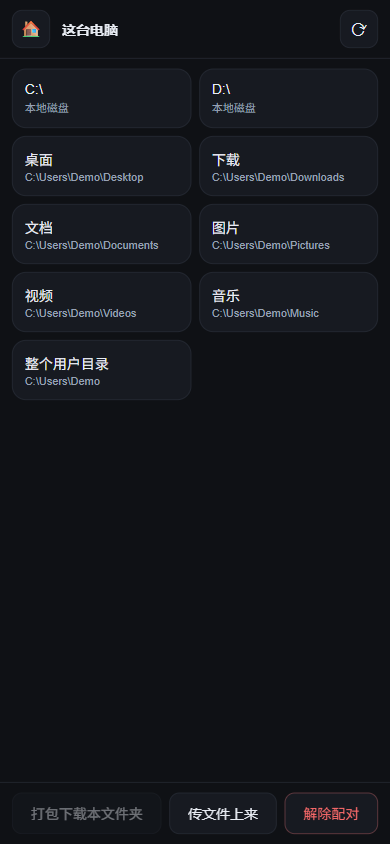 这台电脑
C:\
本地磁盘
D:\
本地磁盘
桌面
C:\Users\Demo\Desktop
下载
C:\Users\Demo\Downloads
文档
C:\Users\Demo\Documents
图片
C:\Users\Demo\Pictures
视频
C:\Users\Demo\Videos
音乐
C:\Users\Demo\Music
整个用户目录
C:\Users\Demo
打包下载本文件夹
传文件上来
解除配对